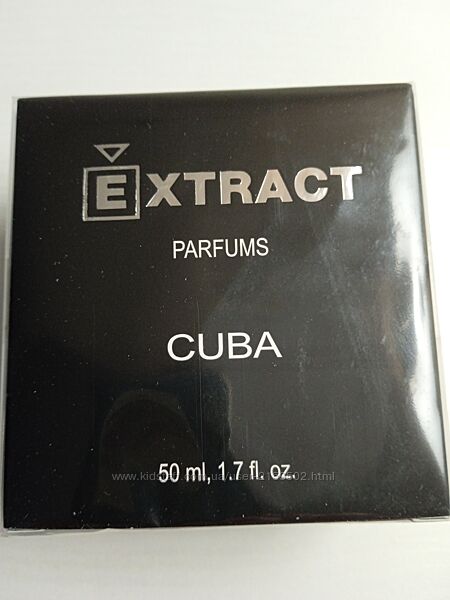 EXTRACT
PARFUMS
CUBA
50 ml, 1.7 fl. oz.